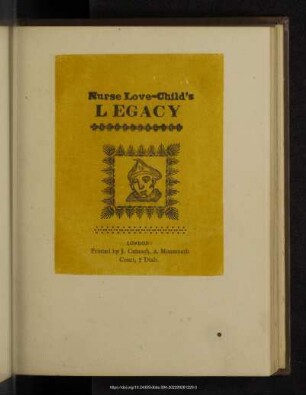 Nurse Love-Child's
LEGACY
LONDON:
Printed by J. Catnach, 2, Monmouth
Court, 7 Dials.